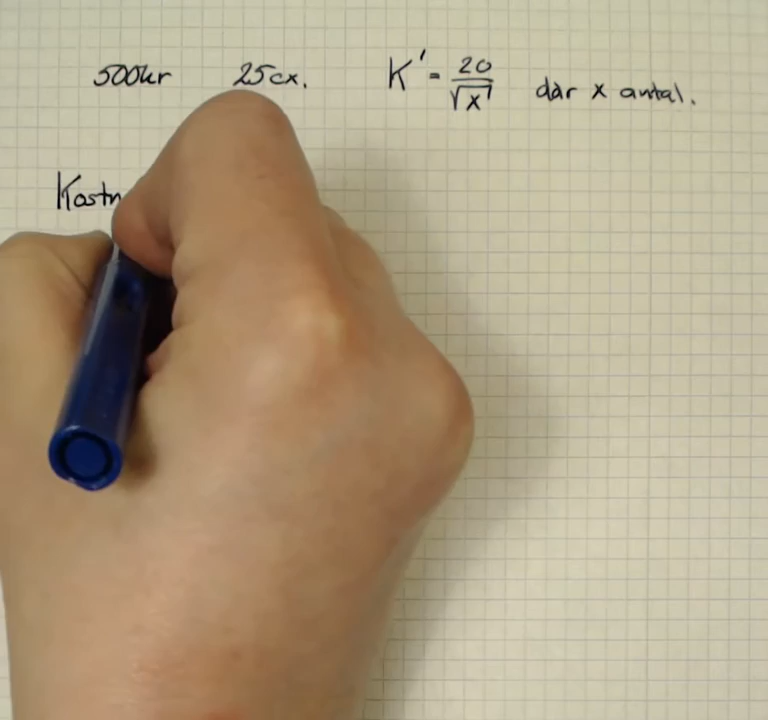 500kr 25ex. K' = 20/√x där x antal.
Kostn